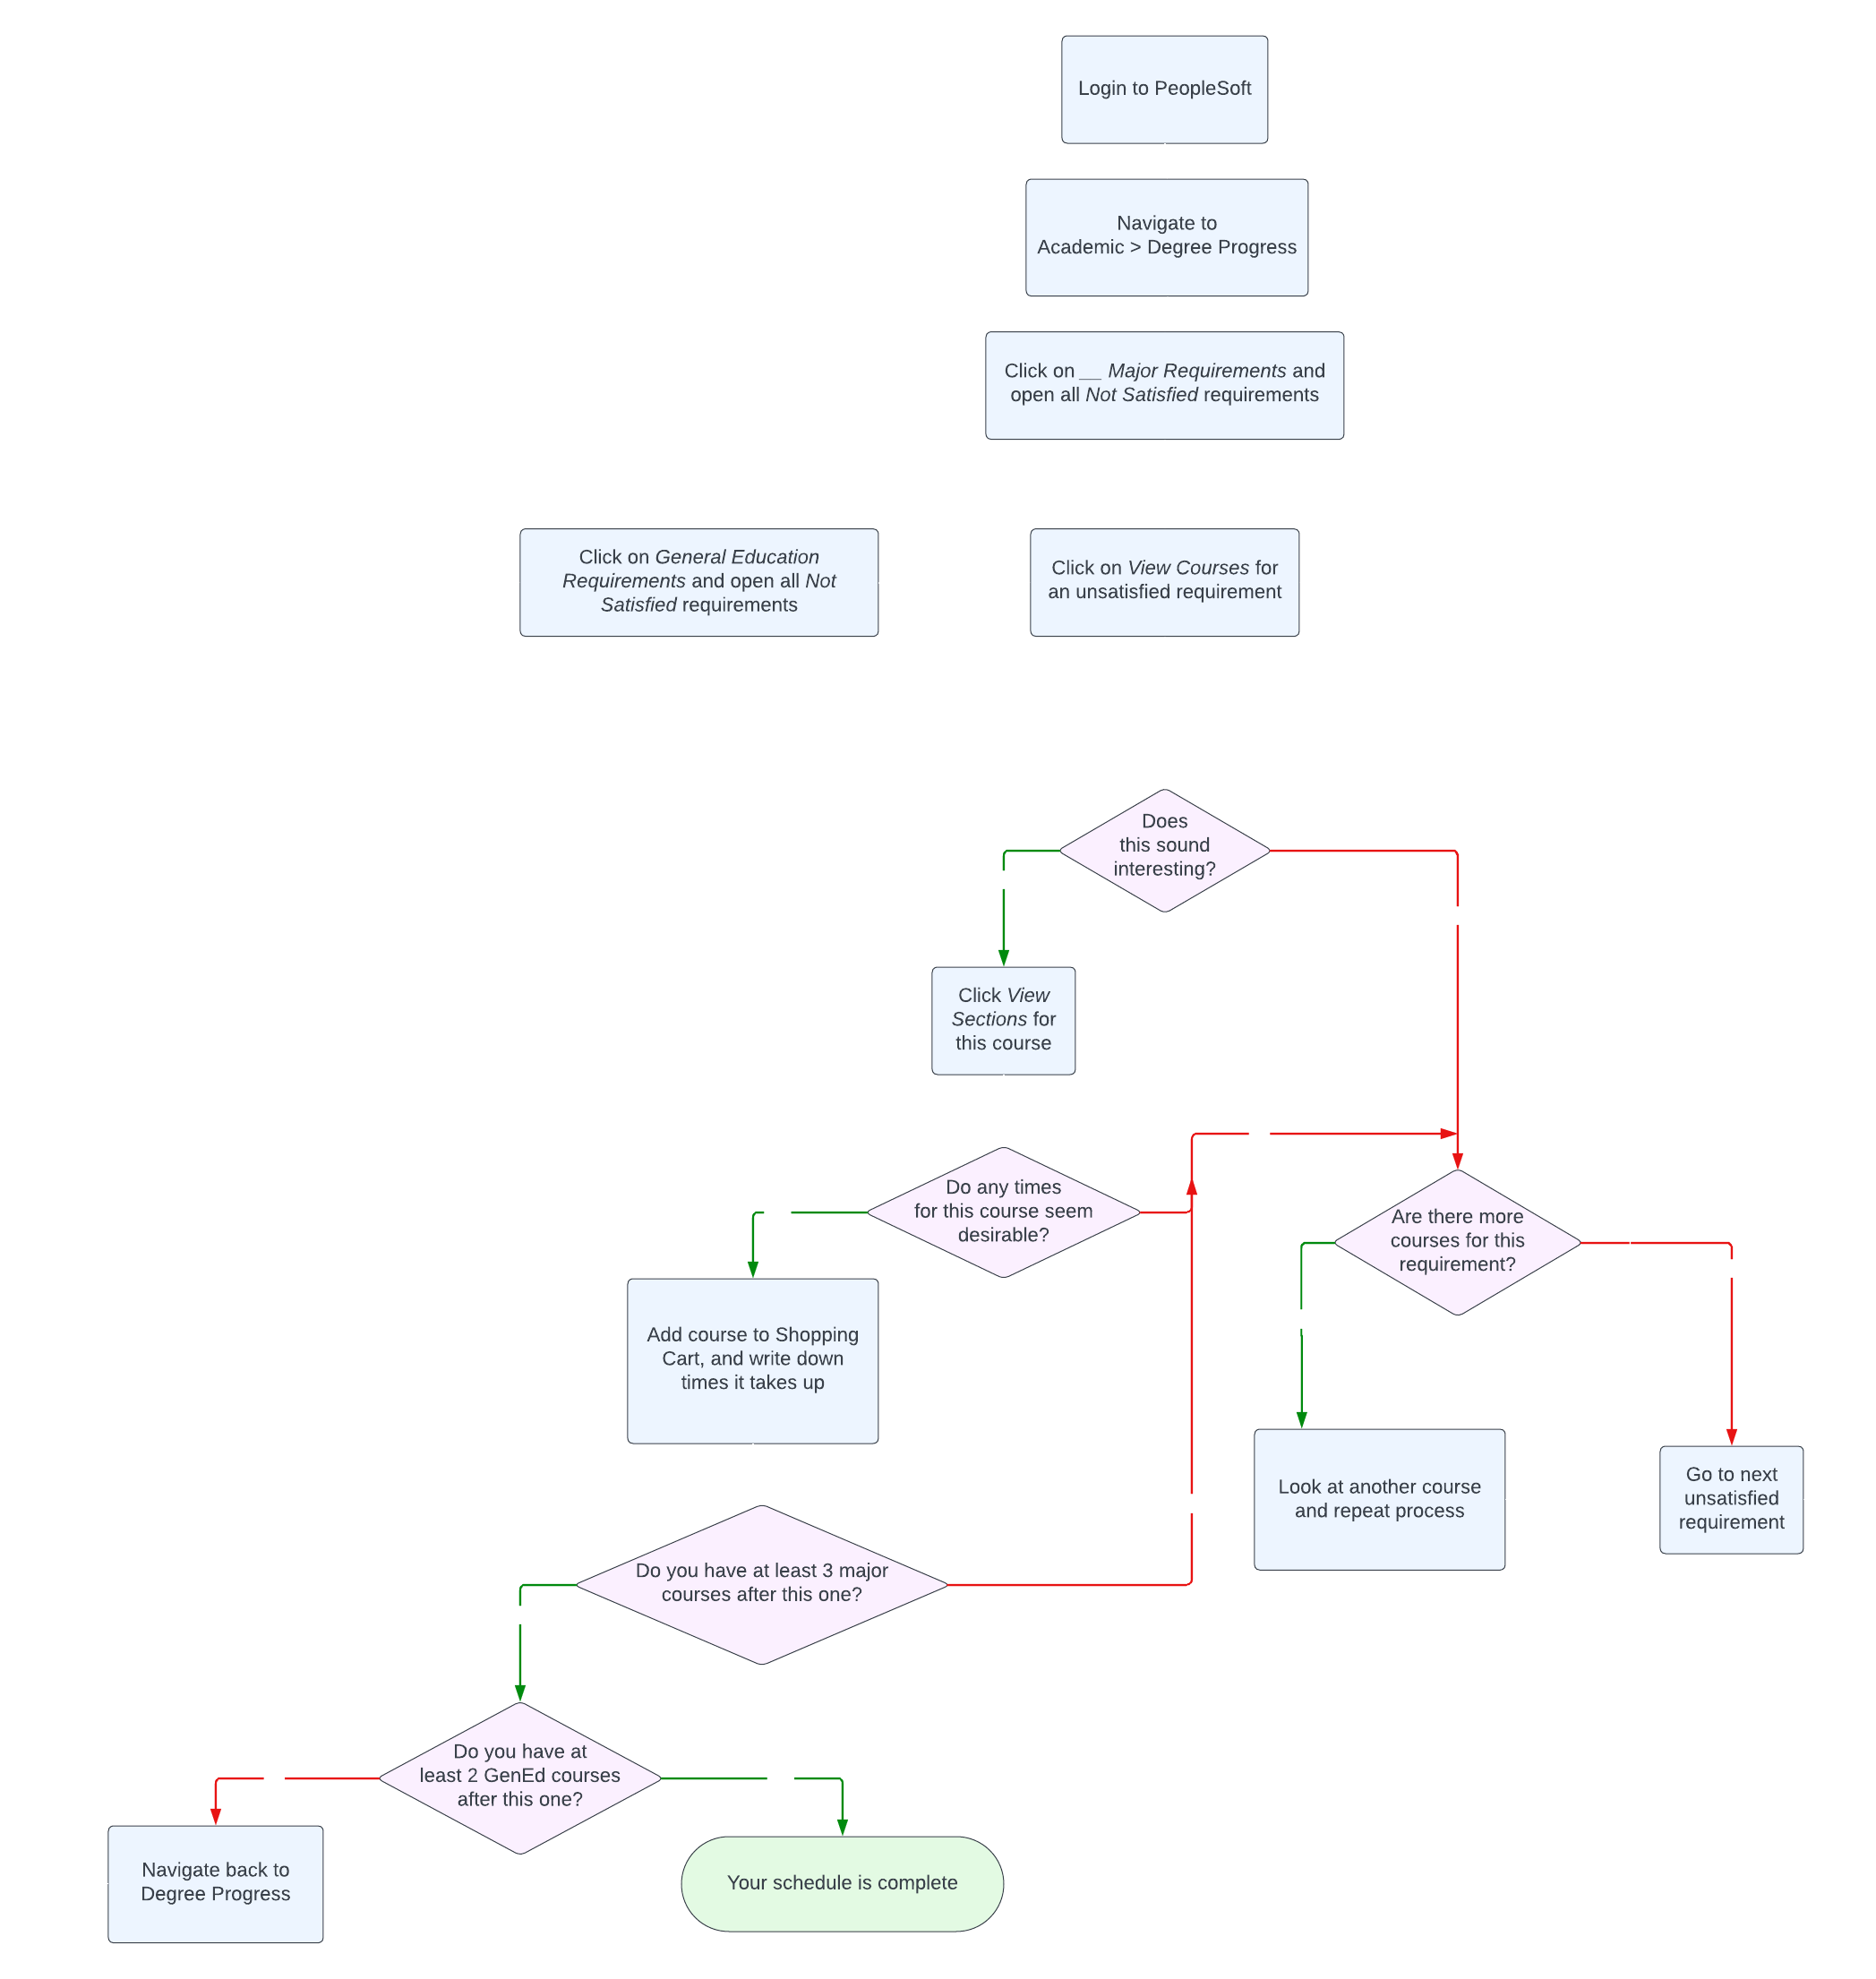 Login to PeopleSoft
Navigate to
Academic > Degree Progress
Click on __ Major Requirements and
open all Not Satisfied requirements
Click on General Education
Requirements and open all Not
Satisfied requirements
Click on View Courses for
an unsatisfied requirement
Does
this sound
interesting?
Click View
Sections for
this course
Do any times
for this course seem
desirable?
Are there more
courses for this
requirement?
Add course to Shopping
Cart, and write down
times it takes up
Look at another course
and repeat process
Go to next
unsatisfied
requirement
Do you have at least 3 major
courses after this one?
Do you have at
least 2 GenEd courses
after this one?
Navigate back to
Degree Progress
Your schedule is complete